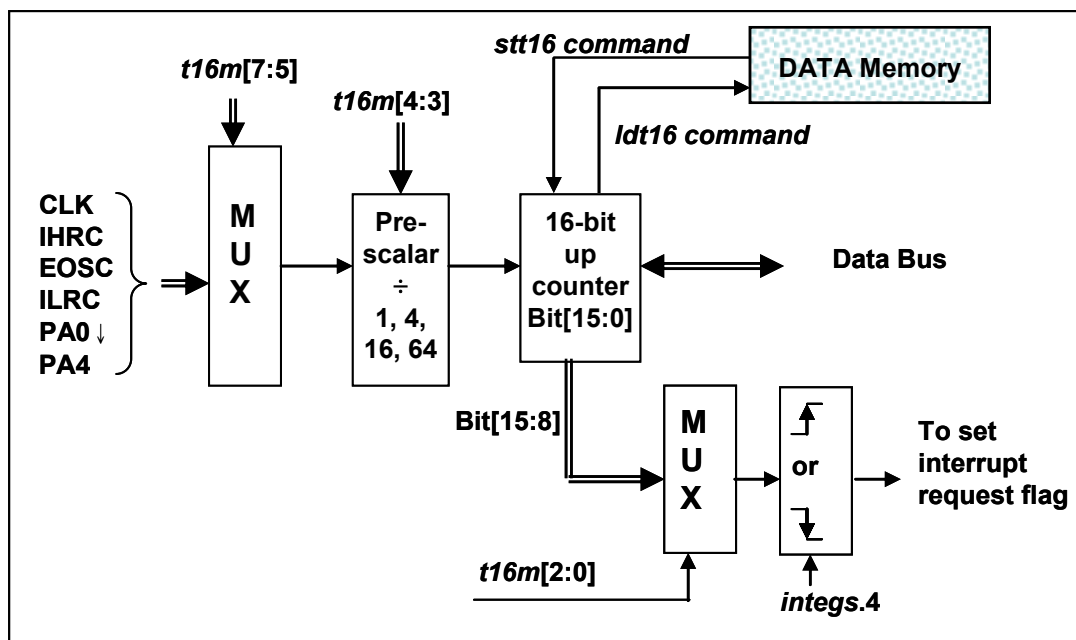 stt16 command
DATA Memory
t16m[7:5]
t16m[4:3]
ldt16 command
CLK
IHRC
EOSC
ILRC
PA0 ↓
PA4
M
U
X
Pre-
scalar
÷
1, 4,
16, 64
16-bit
up
counter
Bit[15:0]
Data Bus
Bit[15:8]
M
U
X
or
To set
interrupt
request flag
t16m[2:0]
integs.4